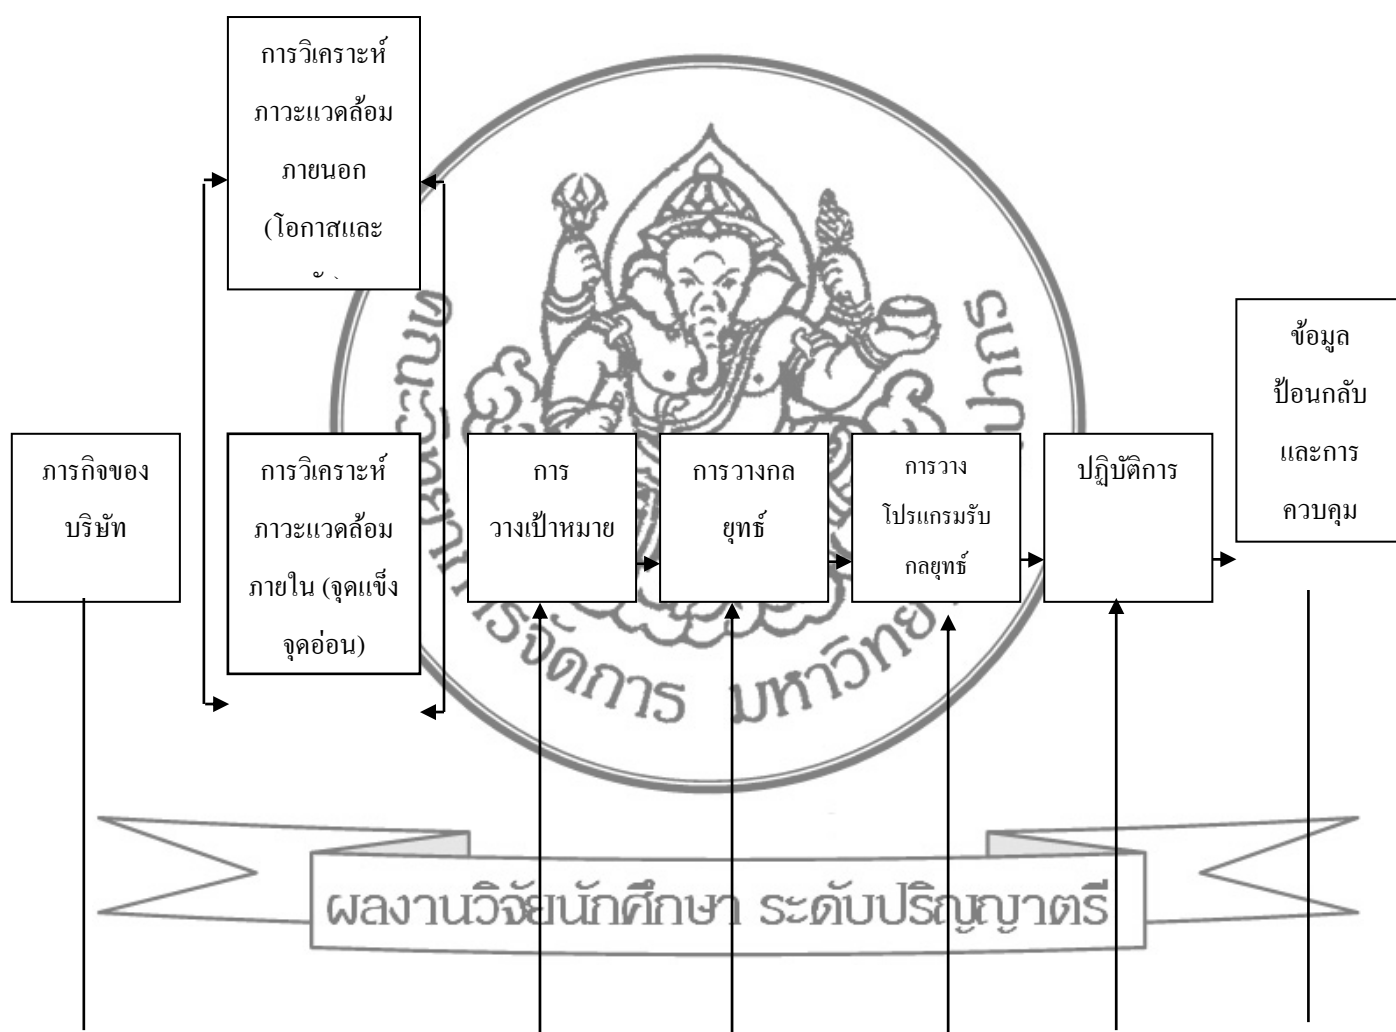 การวิเคราะห์
ภาวะแวดล้อม
ภายนอก
(โอกาสและ
ภารกิจของ
บริษัท
การวิเคราะห์
ภาวะแวดล้อม
ภายใน (จุดแข็ง
จุดอ่อน)
การ
วางเป้าหมาย
การวางกล
ยุทธ์
การวาง
โปรแกรมรับ
กลยุทธ์
ปฏิบัติการ
ข้อมูล
ป้อนกลับ
และการ
ควบคุม
ผลงานวิจัยนักศึกษา ระดับปริญญาตรี